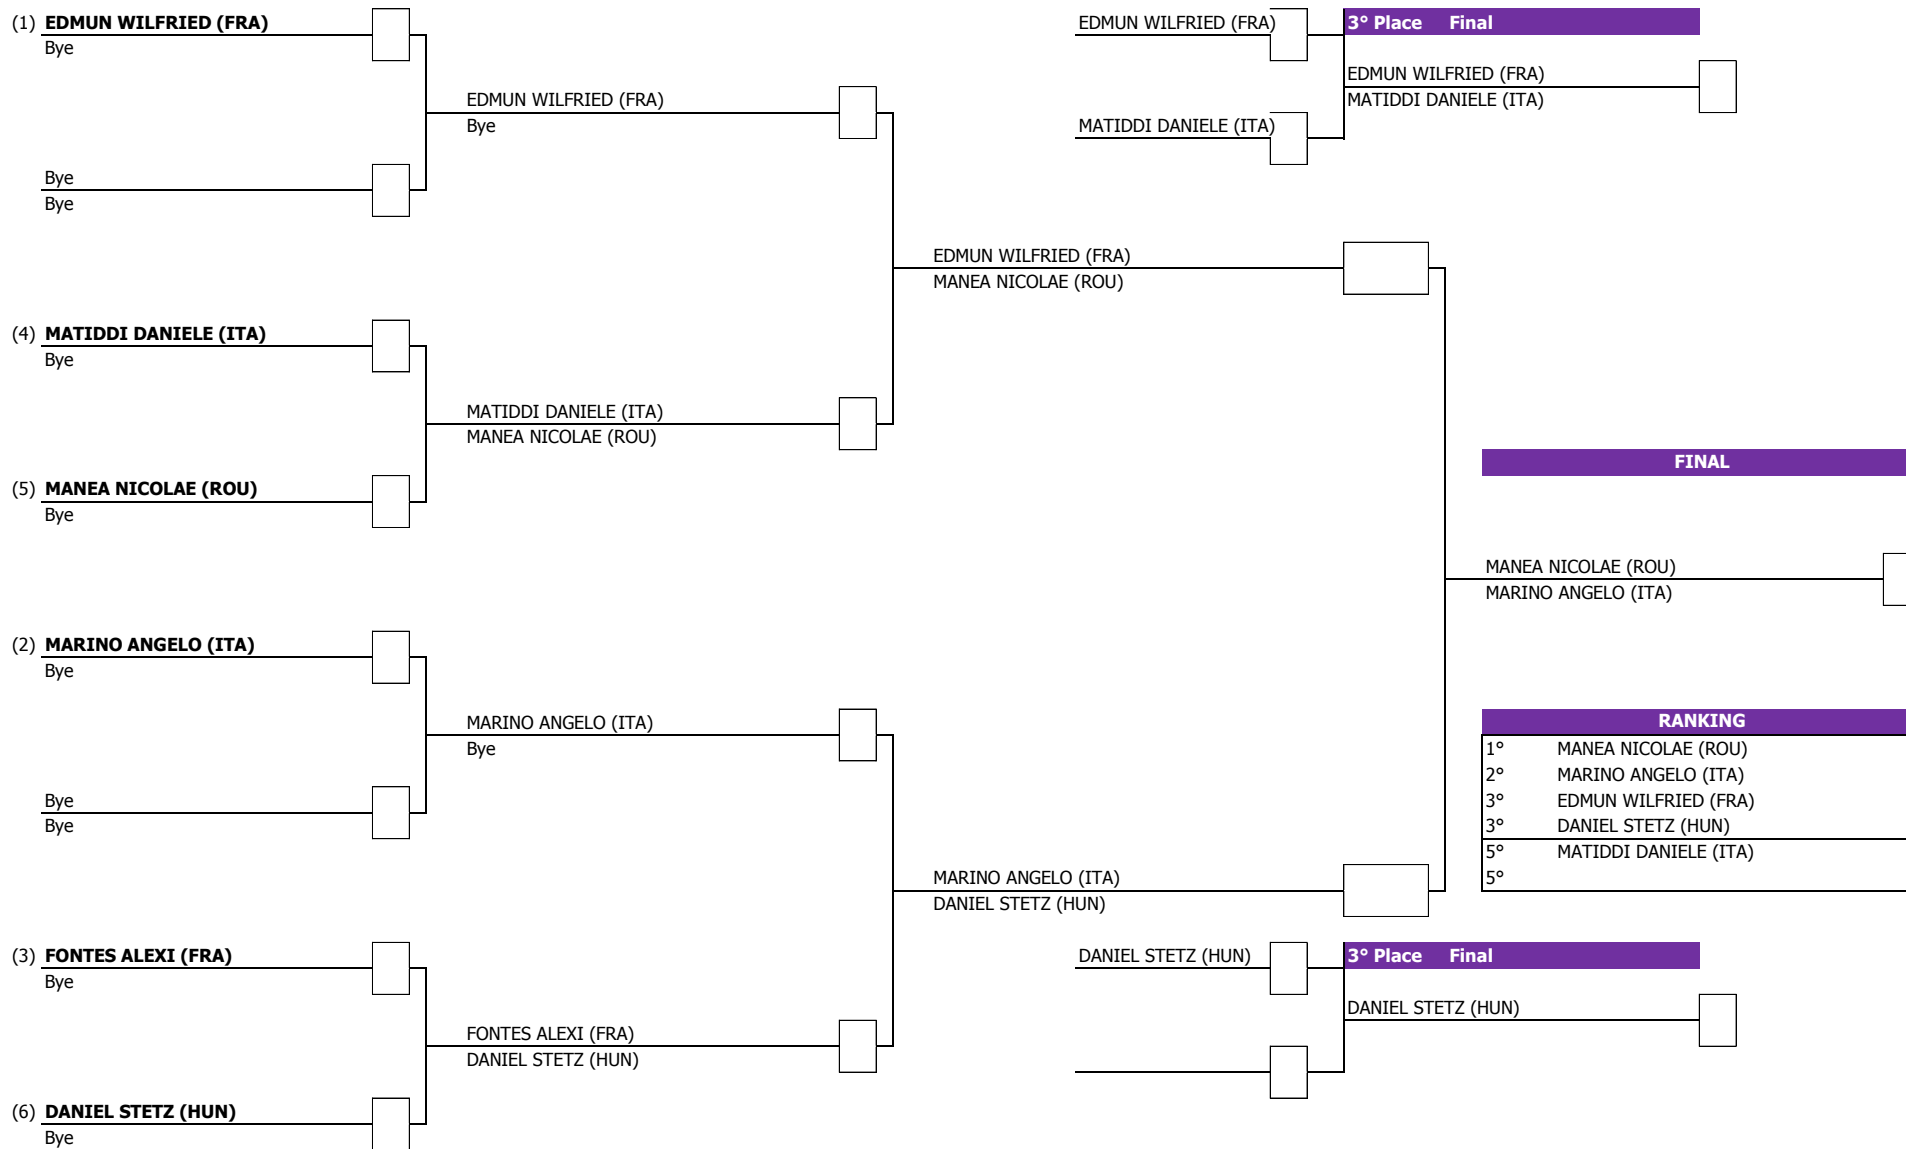 (1) EDMUN WILFRIED (FRA)
Bye
Bye
Bye
(4) MATIDDI DANIELE (ITA)
Bye
(5) MANEA NICOLAE (ROU)
Bye
(2) MARINO ANGELO (ITA)
Bye
Bye
Bye
(3) FONTES ALEXI (FRA)
Bye
(6) DANIEL STETZ (HUN)
Bye
EDMUN WILFRIED (FRA)
Bye
MATIDDI DANIELE (ITA)
MANEA NICOLAE (ROU)
MARINO ANGELO (ITA)
Bye
FONTES ALEXI (FRA)
DANIEL STETZ (HUN)
EDMUN WILFRIED (FRA)
MANEA NICOLAE (ROU)
MARINO ANGELO (ITA)
DANIEL STETZ (HUN)
EDMUN WILFRIED (FRA)
MATIDDI DANIELE (ITA)
3° Place Final
EDMUN WILFRIED (FRA)
MATIDDI DANIELE (ITA)
FINAL
MANEA NICOLAE (ROU)
MARINO ANGELO (ITA)
RANKING
1° MANEA NICOLAE (ROU)
2° MARINO ANGELO (ITA)
3° EDMUN WILFRIED (FRA)
3° DANIEL STETZ (HUN)
5° MATIDDI DANIELE (ITA)
5°
DANIEL STETZ (HUN)
3° Place Final
DANIEL STETZ (HUN)